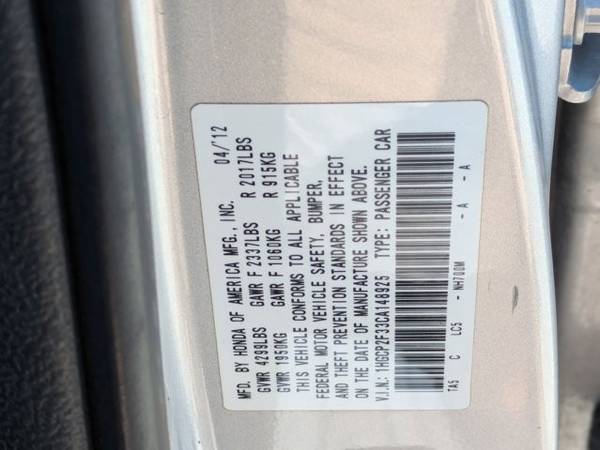 MFD. BY HONDA OF AMERICA MFG., INC. 04/'12
GVWR 4299LBS GAWR F 2337LBS R 2017LBS
GVWR 1950KG GAWR F 1060KG R 915KG
THIS VEHICLE CONFORMS TO ALL APPLICABLE
FEDERAL MOTOR VEHICLE SAFETY, BUMPER,
AND THEFT PREVENTION STANDARDS IN EFFECT
ON THE DATE OF MANUFACTURE SHOWN ABOVE.
V.I.N.: 1HGCP2F33CA148925 TYPE: PASSENGER CAR
TA5 C LC5 - NH700M - A - A